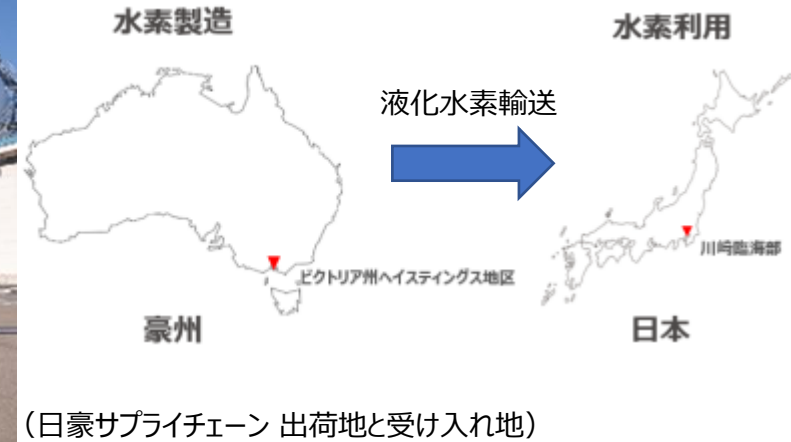 水素製造
水素利用
液化水素輸送
ビクトリア州ヘイスティングス地区
川崎臨海部
豪州
日本
（日豪サプライチェーン 出荷地と受け入れ地）